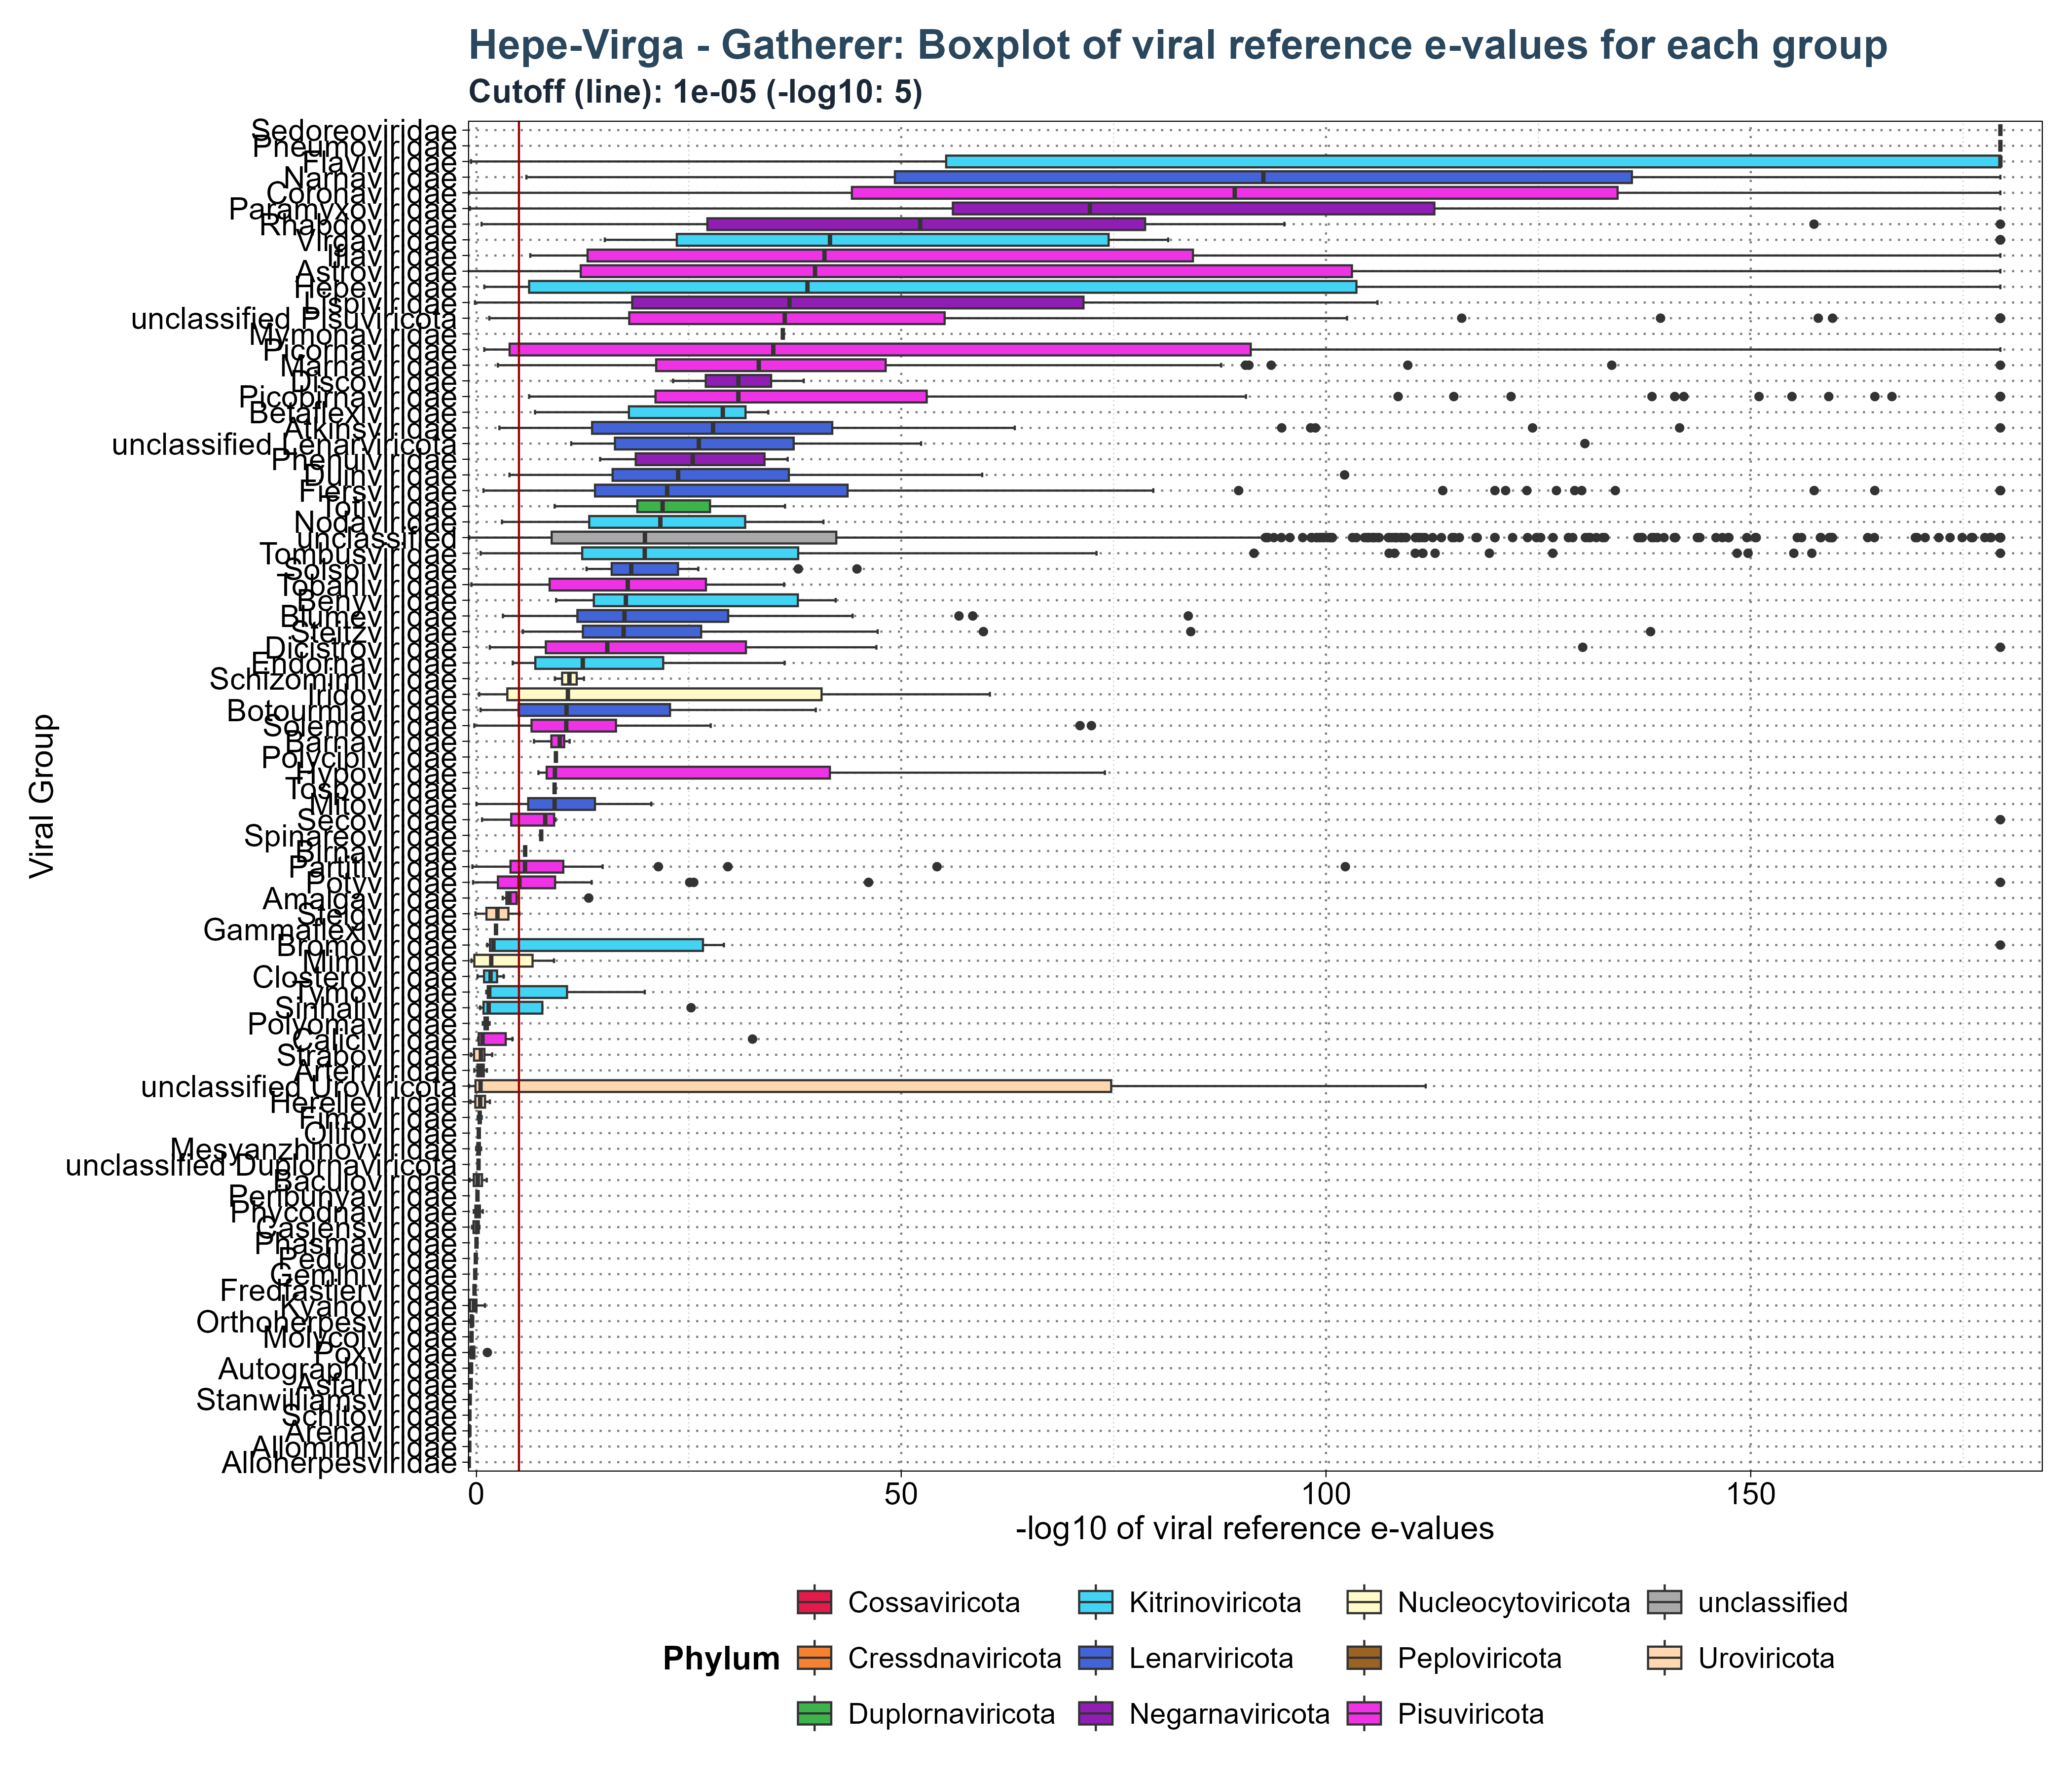 Hepe-Virga - Gatherer: Boxplot of viral reference e-values for each group
Cutoff (line): 1e-05 (-log10: 5)
Viral Group
Sedoreoviridae
Pneumoviridae
Flaviviridae
Narnaviridae
Coronaviridae
Paramyxoviridae
Rhabdoviridae
Virgaviridae
Iflaviridae
Astroviridae
Hepeviridae
Lispiviridae
unclassified Pisuviricota
Mymonaviridae
Picornaviridae
Marnaviridae
Discoviridae
Picobirnaviridae
Betaflexiviridae
Atkinsviridae
unclassified Lenarviricota
Phenuiviridae
Duinviridae
Fiersviridae
Totiviridae
Nodaviridae
unclassified
Tombusviridae
Solspiviridae
Tobaniviridae
Benyviridae
Blumeviridae
Steitzviridae
Dicistroviridae
Endornaviridae
Schizomimiviridae
Iridoviridae
Botourmiaviridae
Solemoviridae
Barnaviridae
Polycipiviridae
Hypoviridae
Tospoviridae
Mitoviridae
Secoviridae
Spinareoviridae
Birnaviridae
Partitiviridae
Potyviridae
Amalgaviridae
Steigviridae
Gammaflexiviridae
Bromoviridae
Mimiviridae
Closteroviridae
Tymoviridae
Sinhaliviridae
Polyomaviridae
Caliciviridae
Straboviridae
Arteriviridae
unclassified Uroviricota
Herelleviridae
Fimoviridae
Olifoviridae
Mesyanzhinovviridae
unclassified Duplornaviricota
Baculoviridae
Peribunyaviridae
Phycodnaviridae
Casjensviridae
Phasmaviridae
Peduoviridae
Geminiviridae
Fredfastierviridae
Kyanoviridae
Orthoherpesviridae
Molycolviridae
Poxviridae
Autographiviridae
Asfarviridae
Stanwilliamsviridae
Schitoviridae
Arenaviridae
Allomimiviridae
Alloherpesviridae
0 50 100 150
-log10 of viral reference e-values
Phylum
Cossaviricota Kitrinoviricota Nucleocytoviricota unclassified
Cressdnaviricota Lenarviricota Peploviricota Uroviricota
Duplornaviricota Negarnaviricota Pisuviricota